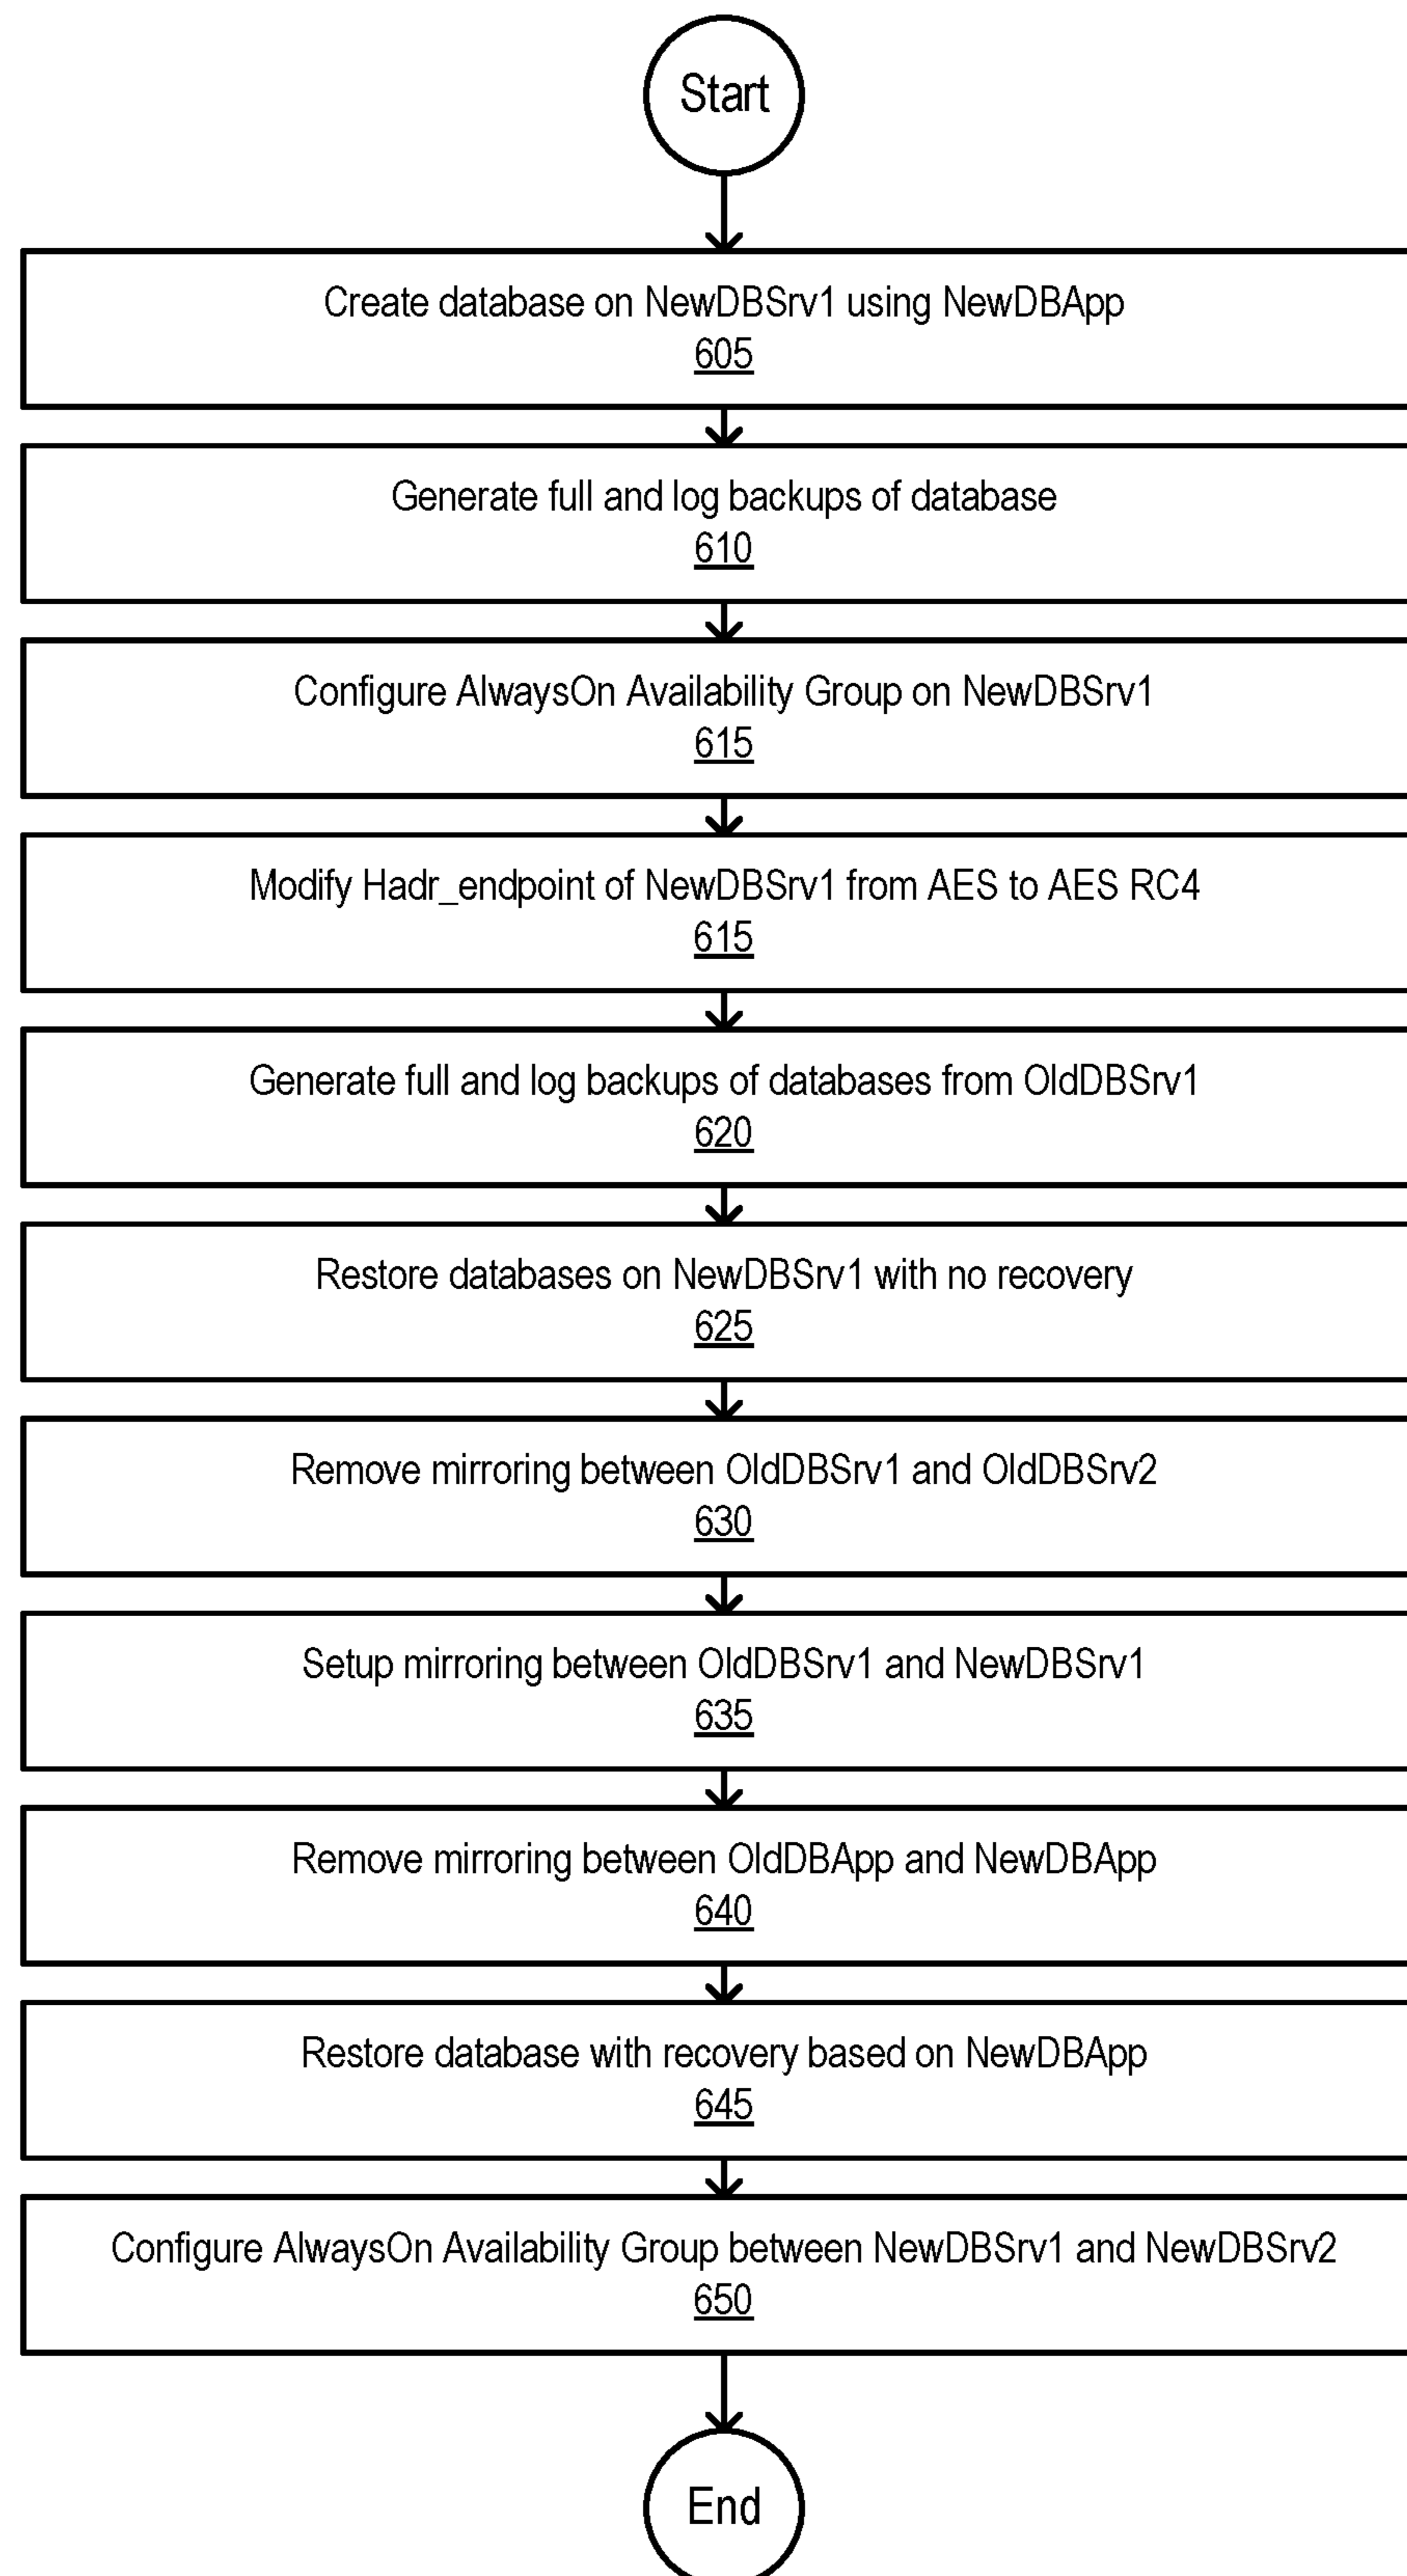 Start
Create database on NewDBSrv1 using NewDBApp
605
Generate full and log backups of database
610
Configure AlwaysOn Availability Group on NewDBSrv1
615
Modify Hadr_endpoint of NewDBSrv1 from AES to AES RC4
615
Generate full and log backups of databases from OldDBSrv1
620
Restore databases on NewDBSrv1 with no recovery
625
Remove mirroring between OldDBSrv1 and OldDBSrv2
630
Setup mirroring between OldDBSrv1 and NewDBSrv1
635
Remove mirroring between OldDBApp and NewDBApp
640
Restore database with recovery based on NewDBApp
645
Configure AlwaysOn Availability Group between NewDBSrv1 and NewDBSrv2
650
End